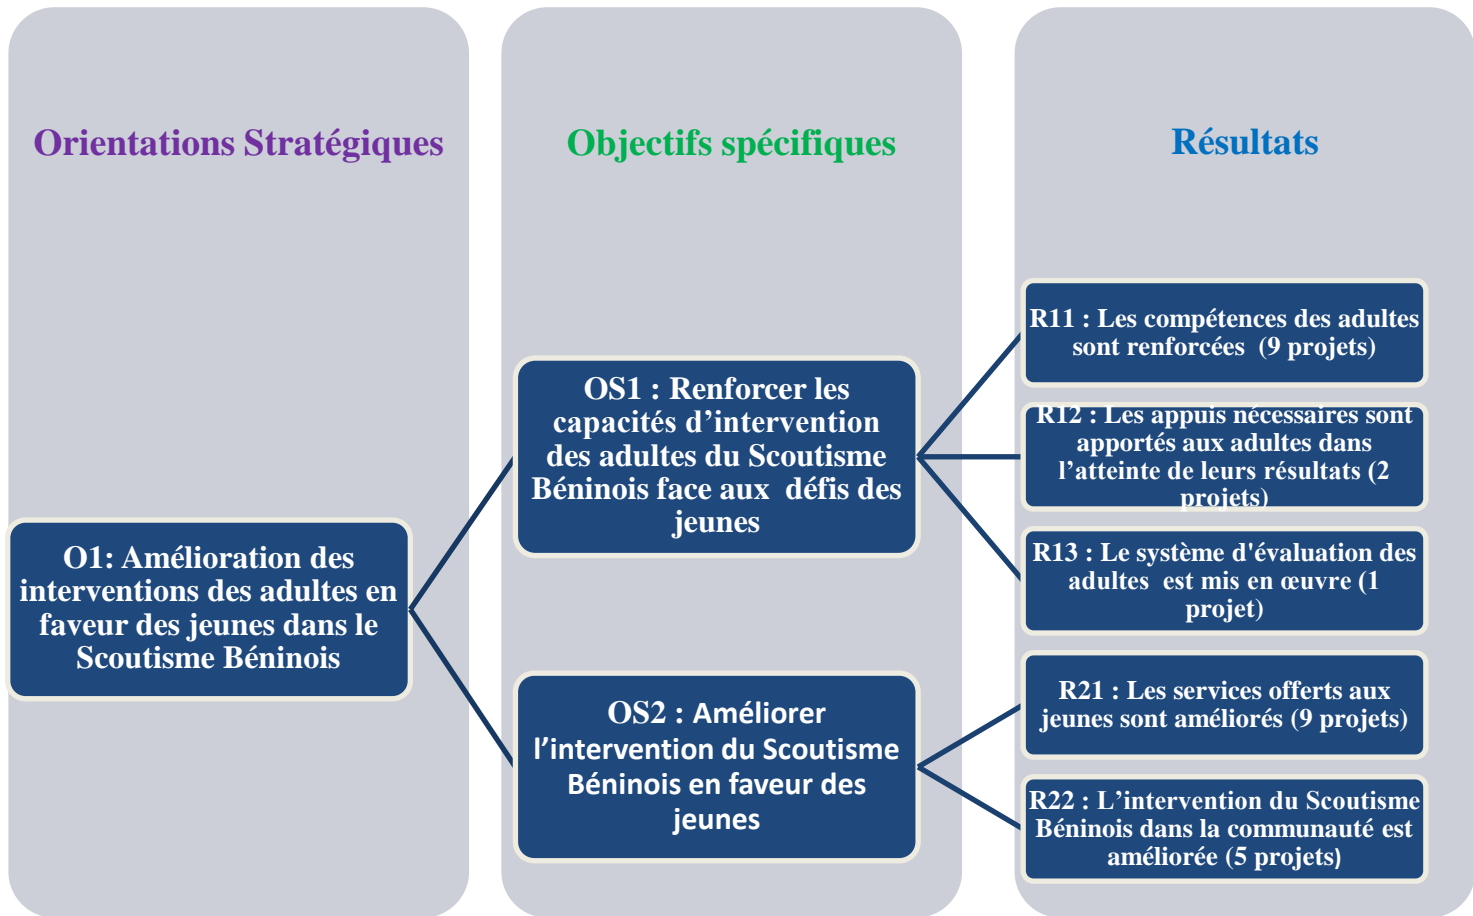 Orientations Stratégiques
Objectifs spécifiques
Résultats
O1: Amélioration des
interventions des adultes en
faveur des jeunes dans le
Scoutisme Béninois
OS1 : Renforcer les
capacités d’intervention
des adultes du Scoutisme
Béninois face aux  défis des
jeunes
OS2 : Améliorer
l’intervention du Scoutisme
Béninois en faveur des
jeunes
R11 : Les compétences des adultes
sont renforcées  (9 projets)
R12 : Les appuis nécessaires sont
apportés aux adultes dans
l’atteinte de leurs résultats (2
projets)
R13 : Le système d'évaluation des
adultes  est mis en œuvre (1
projet)
R21 : Les services offerts aux
jeunes sont améliorés (9 projets)
R22 : L’intervention du Scoutisme
Béninois dans la communauté est
améliorée (5 projets)